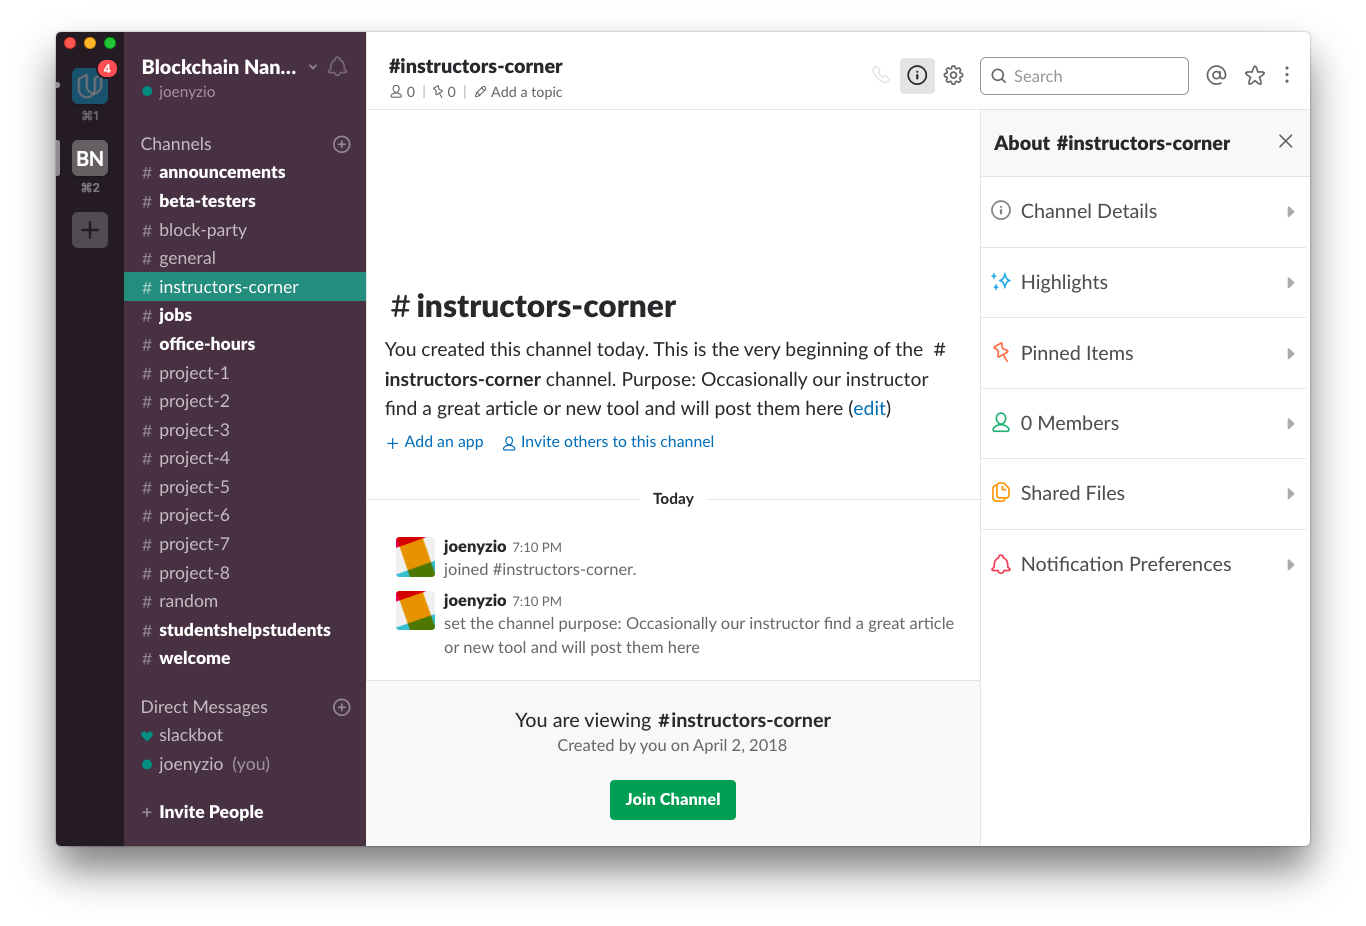 4
⌘1
BN
⌘2
Blockchain Nan...
joenyzio
Channels
# announcements
# beta-testers
# block-party
# general
# instructors-corner
# jobs
# office-hours
# project-1
# project-2
# project-3
# project-4
# project-5
# project-6
# project-7
# project-8
# random
# studentshelpstudents
# welcome
Direct Messages
slackbot
joenyzio (you)
+ Invite People
#instructors-corner
0 | 0 | Add a topic
Search
# instructors-corner
You created this channel today. This is the very beginning of the #
instructors-corner channel. Purpose: Occasionally our instructor
find a great article or new tool and will post them here (edit)
+ Add an app Invite others to this channel
Today
joenyzio 7:10 PM
joined #instructors-corner.
joenyzio 7:10 PM
set the channel purpose: Occasionally our instructor find a great article
or new tool and will post them here
You are viewing #instructors-corner
Created by you on April 2, 2018
Join Channel
About #instructors-corner
Channel Details
Highlights
Pinned Items
0 Members
Shared Files
Notification Preferences